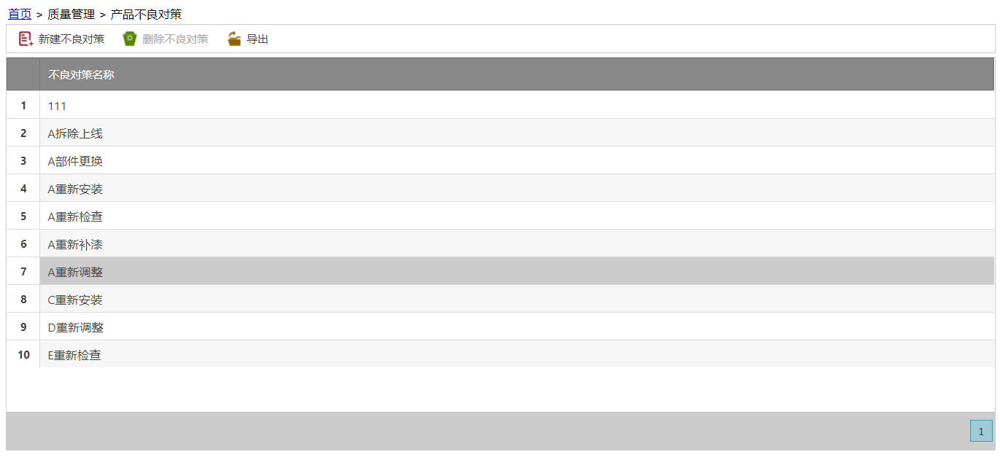 首页 > 质量管理 > 产品不良对策
新建不良对策 删除不良对策 导出
不良对策名称
1 111
2 A拆除上线
3 A部件更换
4 A重新安装
5 A重新检查
6 A重新补漆
7 A重新调整
8 C重新安装
9 D重新调整
10 E重新检查
1